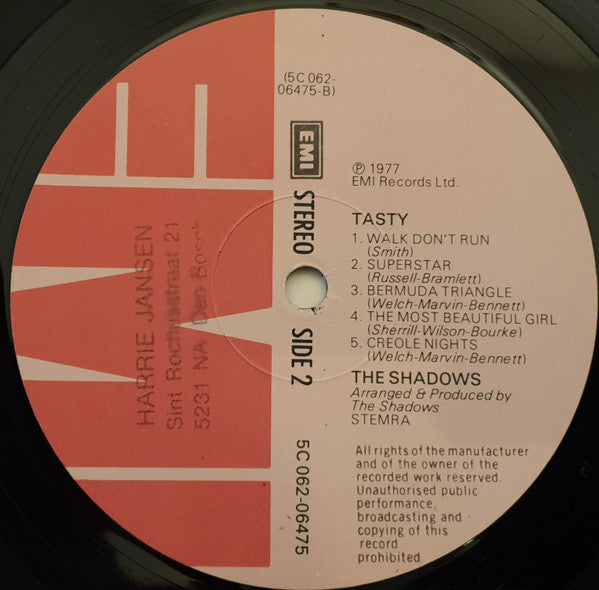 (5C 062-
06475-B)
EMI
STEREO
SIDE 2
5C 062-06475
℗ 1977
EMI Records Ltd.
TASTY
1. WALK DON'T RUN
(Smith)
2. SUPERSTAR
(Russell-Bramlett)
3. BERMUDA TRIANGLE
(Welch-Marvin-Bennett)
4. THE MOST BEAUTIFUL GIRL
(Sherrill-Wilson-Bourke)
5. CREOLE NIGHTS
(Welch-Marvin-Bennett)
THE SHADOWS
Arranged & Produced by
The Shadows
STEMRA
All rights of the manufacturer
and of the owner of the
recorded work reserved.
Unauthorised public
performance,
broadcasting and
copying of this
record
prohibited
HARRIE JANSEN
Sint Rochusstraat 21
5231 NA Den Bosch
EMI